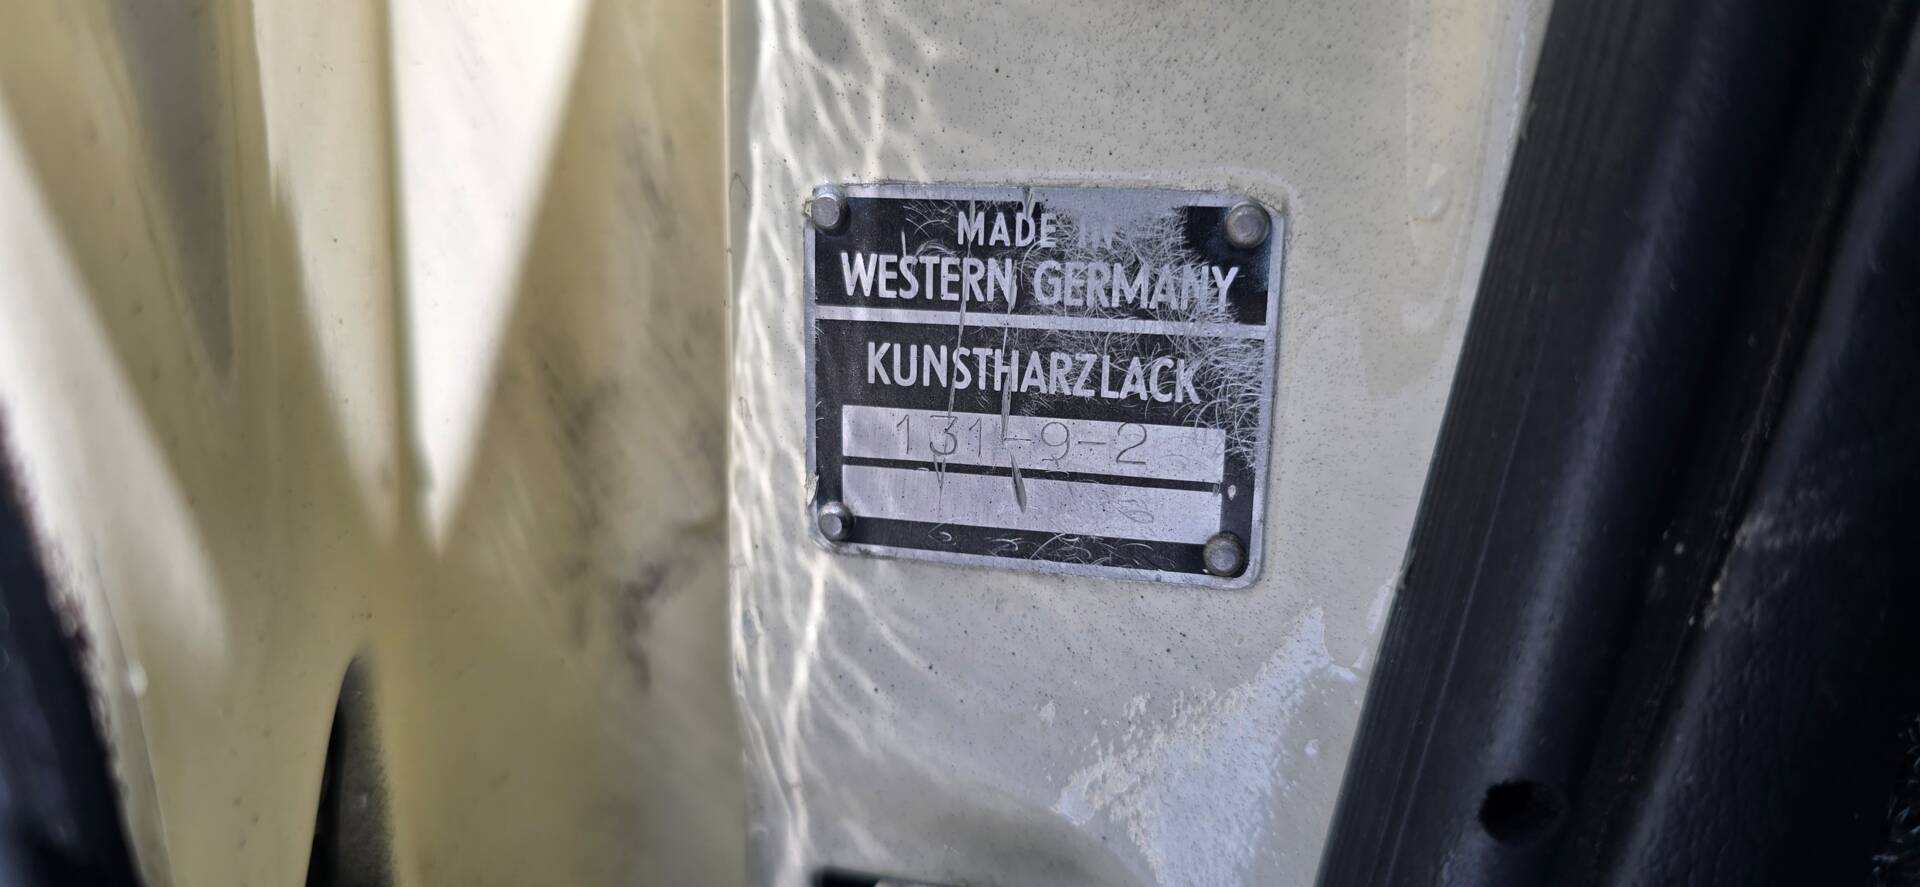 MADE IN
WESTERN GERMANY
KUNSTHARZLACK
131-9-2